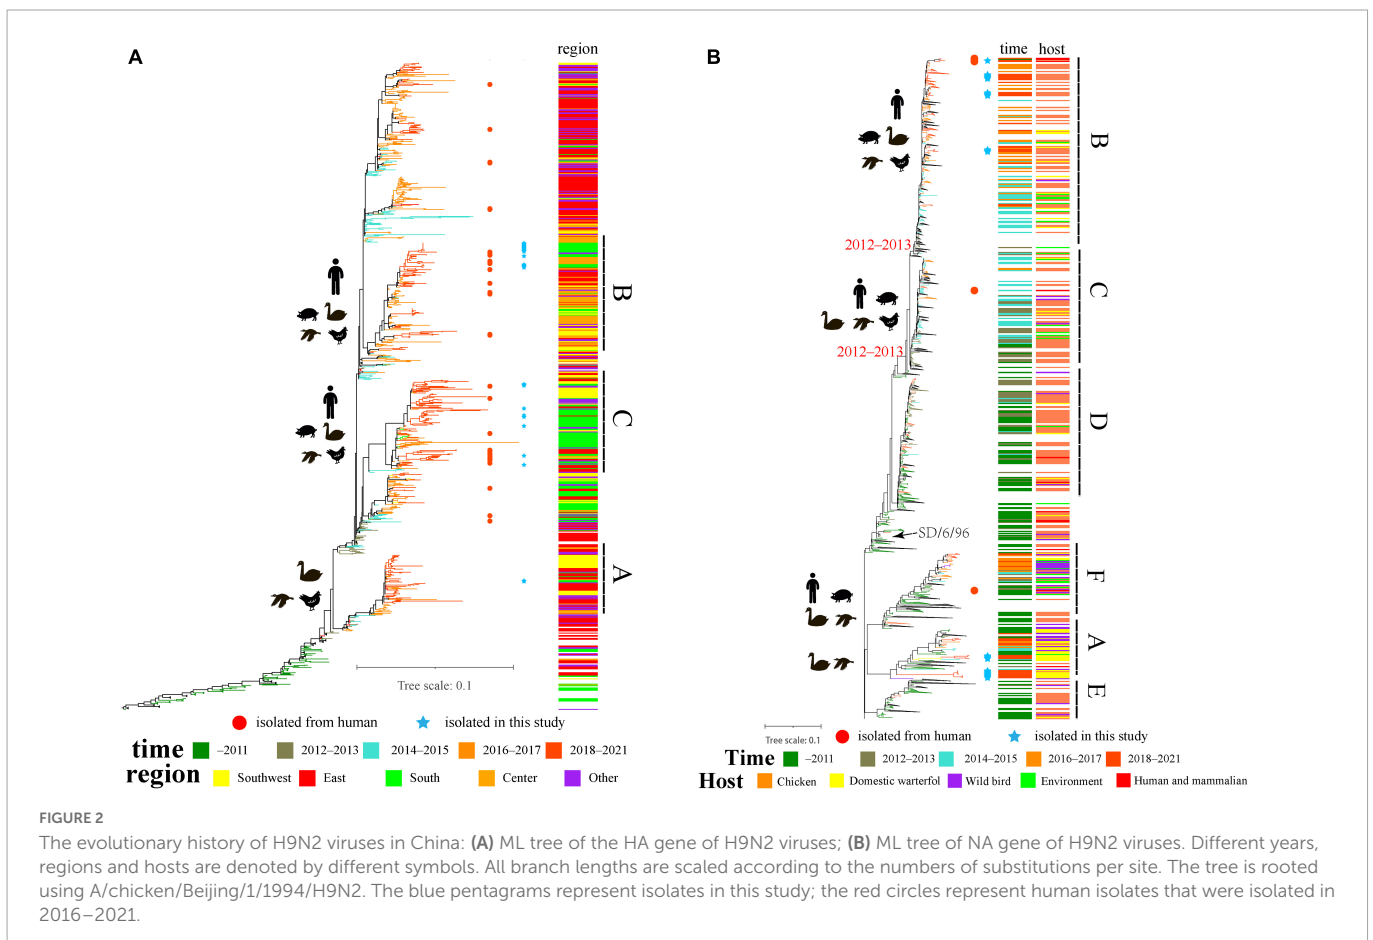 A
region
B
C
A
Tree scale: 0.1
isolated from human
isolated in this study
time
–2011
2012–2013
2014–2015
2016–2017
2018–2021
region
Southwest
East
South
Center
Other
B
time
host
B
2012–2013
C
2012–2013
D
SD/6/96
F
A
E
Tree scale: 0.1
isolated from human
isolated in this study
Time
–2011
2012–2013
2014–2015
2016–2017
2018–2021
Host
Chicken
Domestic warterfol
Wild bird
Environment
Human and mammalian
FIGURE 2
The evolutionary history of H9N2 viruses in China: (A) ML tree of the HA gene of H9N2 viruses; (B) ML tree of NA gene of H9N2 viruses. Different years,
regions and hosts are denoted by different symbols. All branch lengths are scaled according to the numbers of substitutions per site. The tree is rooted
using A/chicken/Beijing/1/1994/H9N2. The blue pentagrams represent isolates in this study; the red circles represent human isolates that were isolated in
2016–2021.